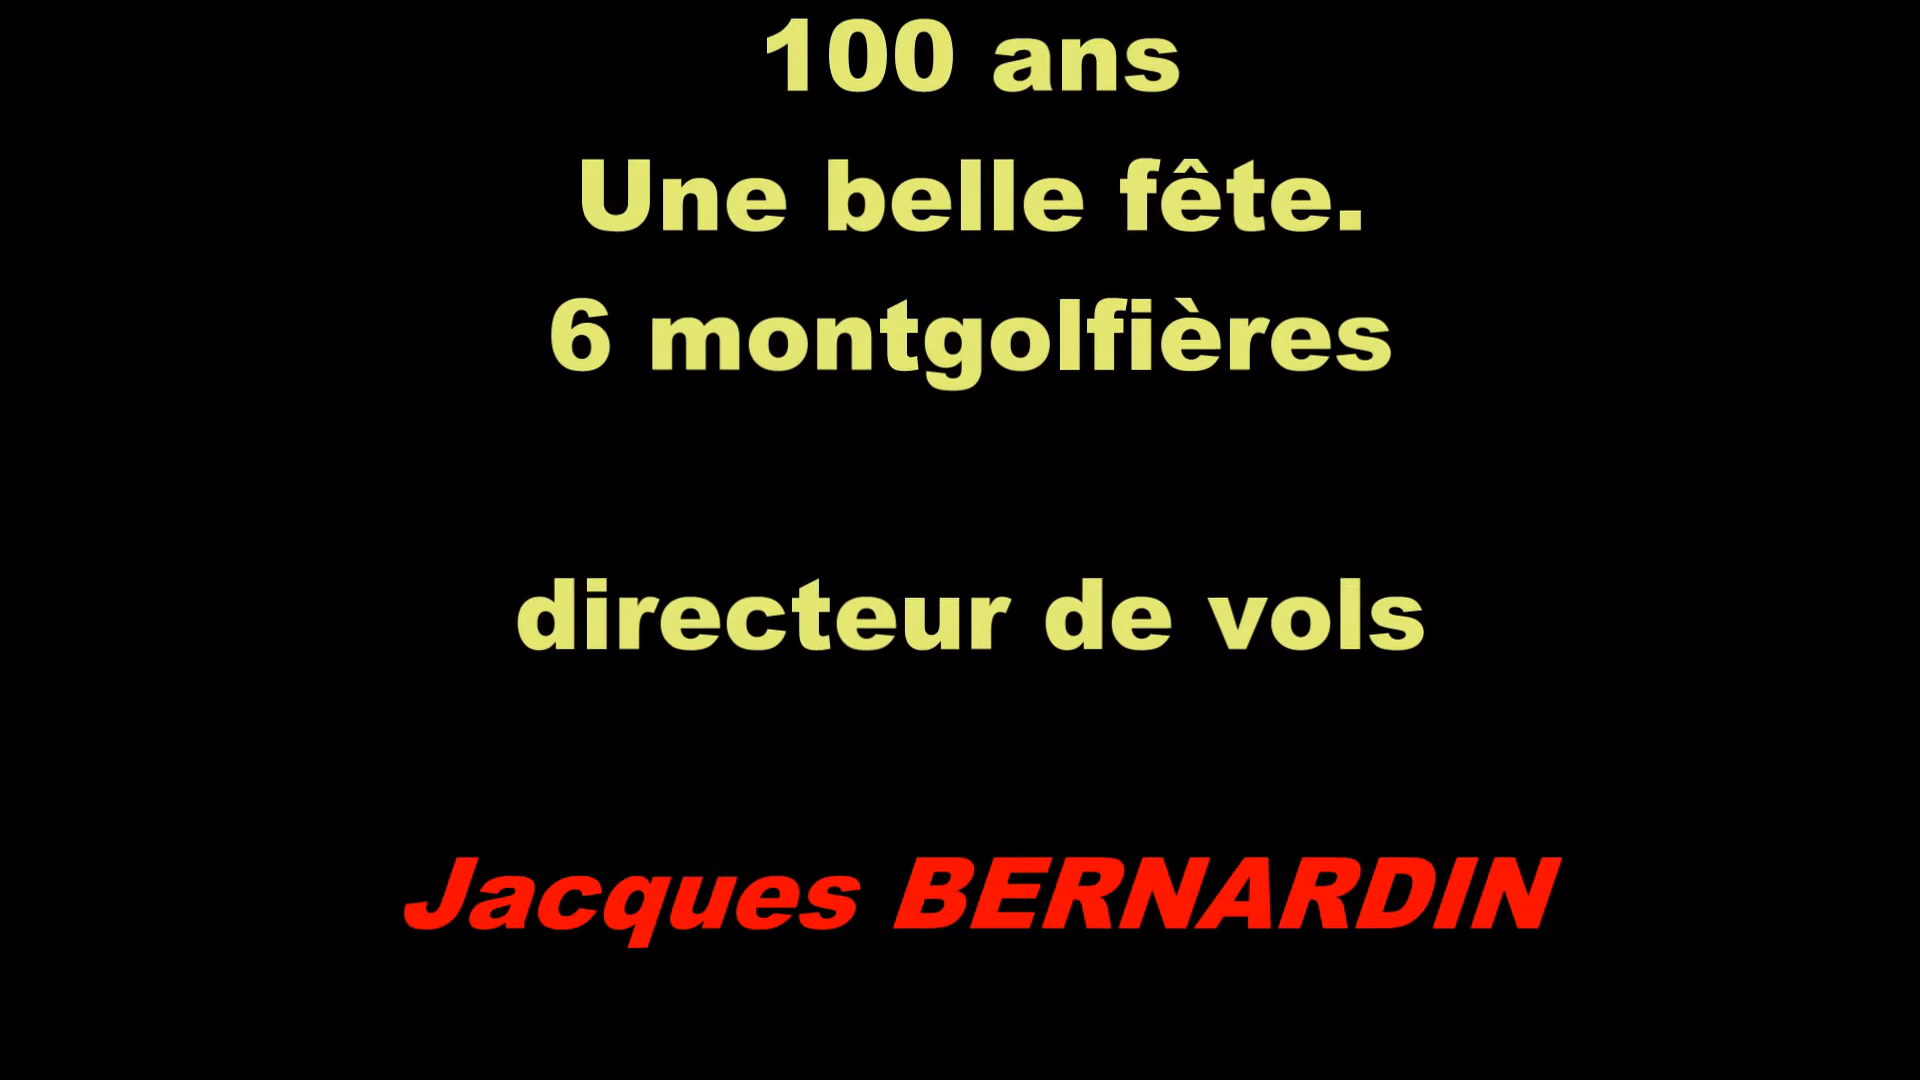 100 ans
Une belle fête.
6 montgolfières
directeur de vols
Jacques BERNARDIN